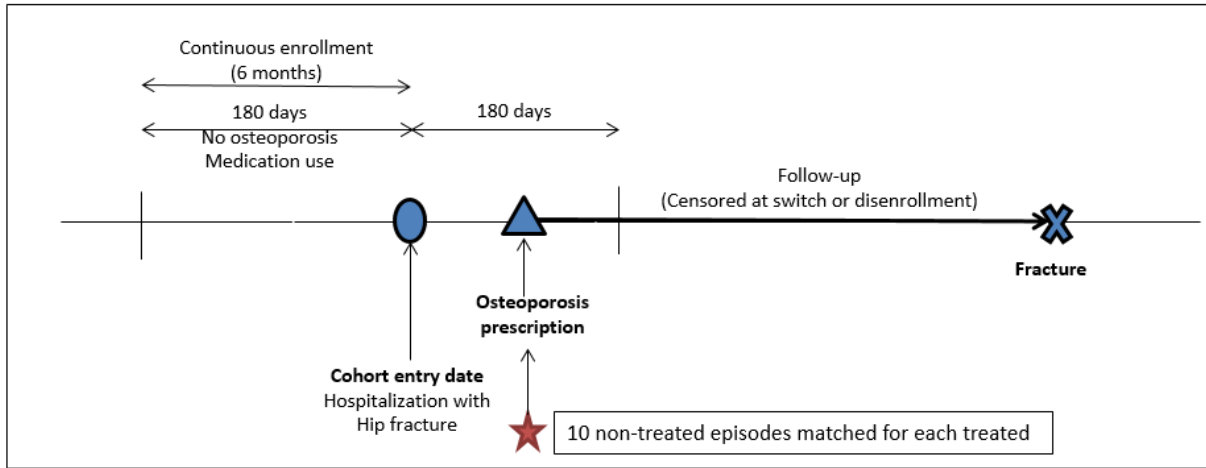 Continuous enrollment
(6 months)
180 days
180 days
No osteoporosis
Medication use
Follow-up
(Censored at switch or disenrollment)
Fracture
Osteoporosis
prescription
Cohort entry date
Hospitalization with
Hip fracture
10 non-treated episodes matched for each treated